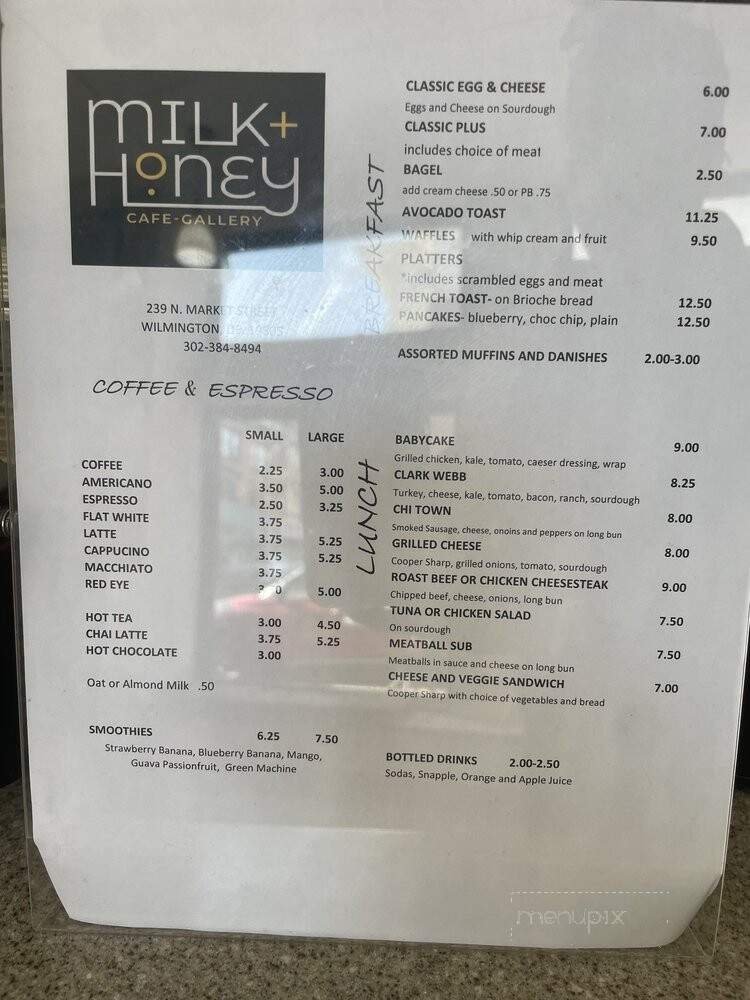 MILK+
HONEY
CAFE-GALLERY
239 N. MARKET STREET
WILMINGTON
302-384-8494
COFFEE & ESPRESSO
SMALL LARGE
COFFEE 2.25 3.00
AMERICANO 3.50 5.00
ESPRESSO 2.50 3.25
FLAT WHITE 3.75
LATTE 3.75 5.25
CAPPUCINO 3.75 5.25
MACCHIATO 3.75
RED EYE 5.00
HOT TEA 3.00 4.50
CHAI LATTE 3.75 5.25
HOT CHOCOLATE 3.00
Oat or Almond Milk .50
SMOOTHIES 6.25 7.50
Strawberry Banana, Blueberry Banana, Mango,
Guava Passionfruit, Green Machine
BREAKFAST
CLASSIC EGG & CHEESE 6.00
Eggs and Cheese on Sourdough
CLASSIC PLUS 7.00
includes choice of meat
BAGEL 2.50
add cream cheese .50 or PB .75
AVOCADO TOAST 11.25
WAFFLES with whip cream and fruit 9.50
PLATTERS
*includes scrambled eggs and meat
FRENCH TOAST- on Brioche bread 12.50
PANCAKES- blueberry, choc chip, plain 12.50
ASSORTED MUFFINS AND DANISHES 2.00-3.00
LUNCH
BABYCAKE 9.00
Grilled chicken, kale, tomato, caeser dressing, wrap
CLARK WEBB 8.25
Turkey, cheese, kale, tomato, bacon, ranch, sourdough
CHI TOWN 8.00
Smoked Sausage, cheese, onoins and peppers on long bun
GRILLED CHEESE 8.00
Cooper Sharp, grilled onions, tomato, sourdough
ROAST BEEF OR CHICKEN CHEESESTEAK 9.00
Chipped beef, cheese, onions, long bun
TUNA OR CHICKEN SALAD 7.50
On sourdough
MEATBALL SUB 7.50
Meatballs in sauce and cheese on long bun
CHEESE AND VEGGIE SANDWICH 7.00
Cooper Sharp with choice of vegetables and bread
BOTTLED DRINKS 2.00-2.50
Sodas, Snapple, Orange and Apple Juice
menupix